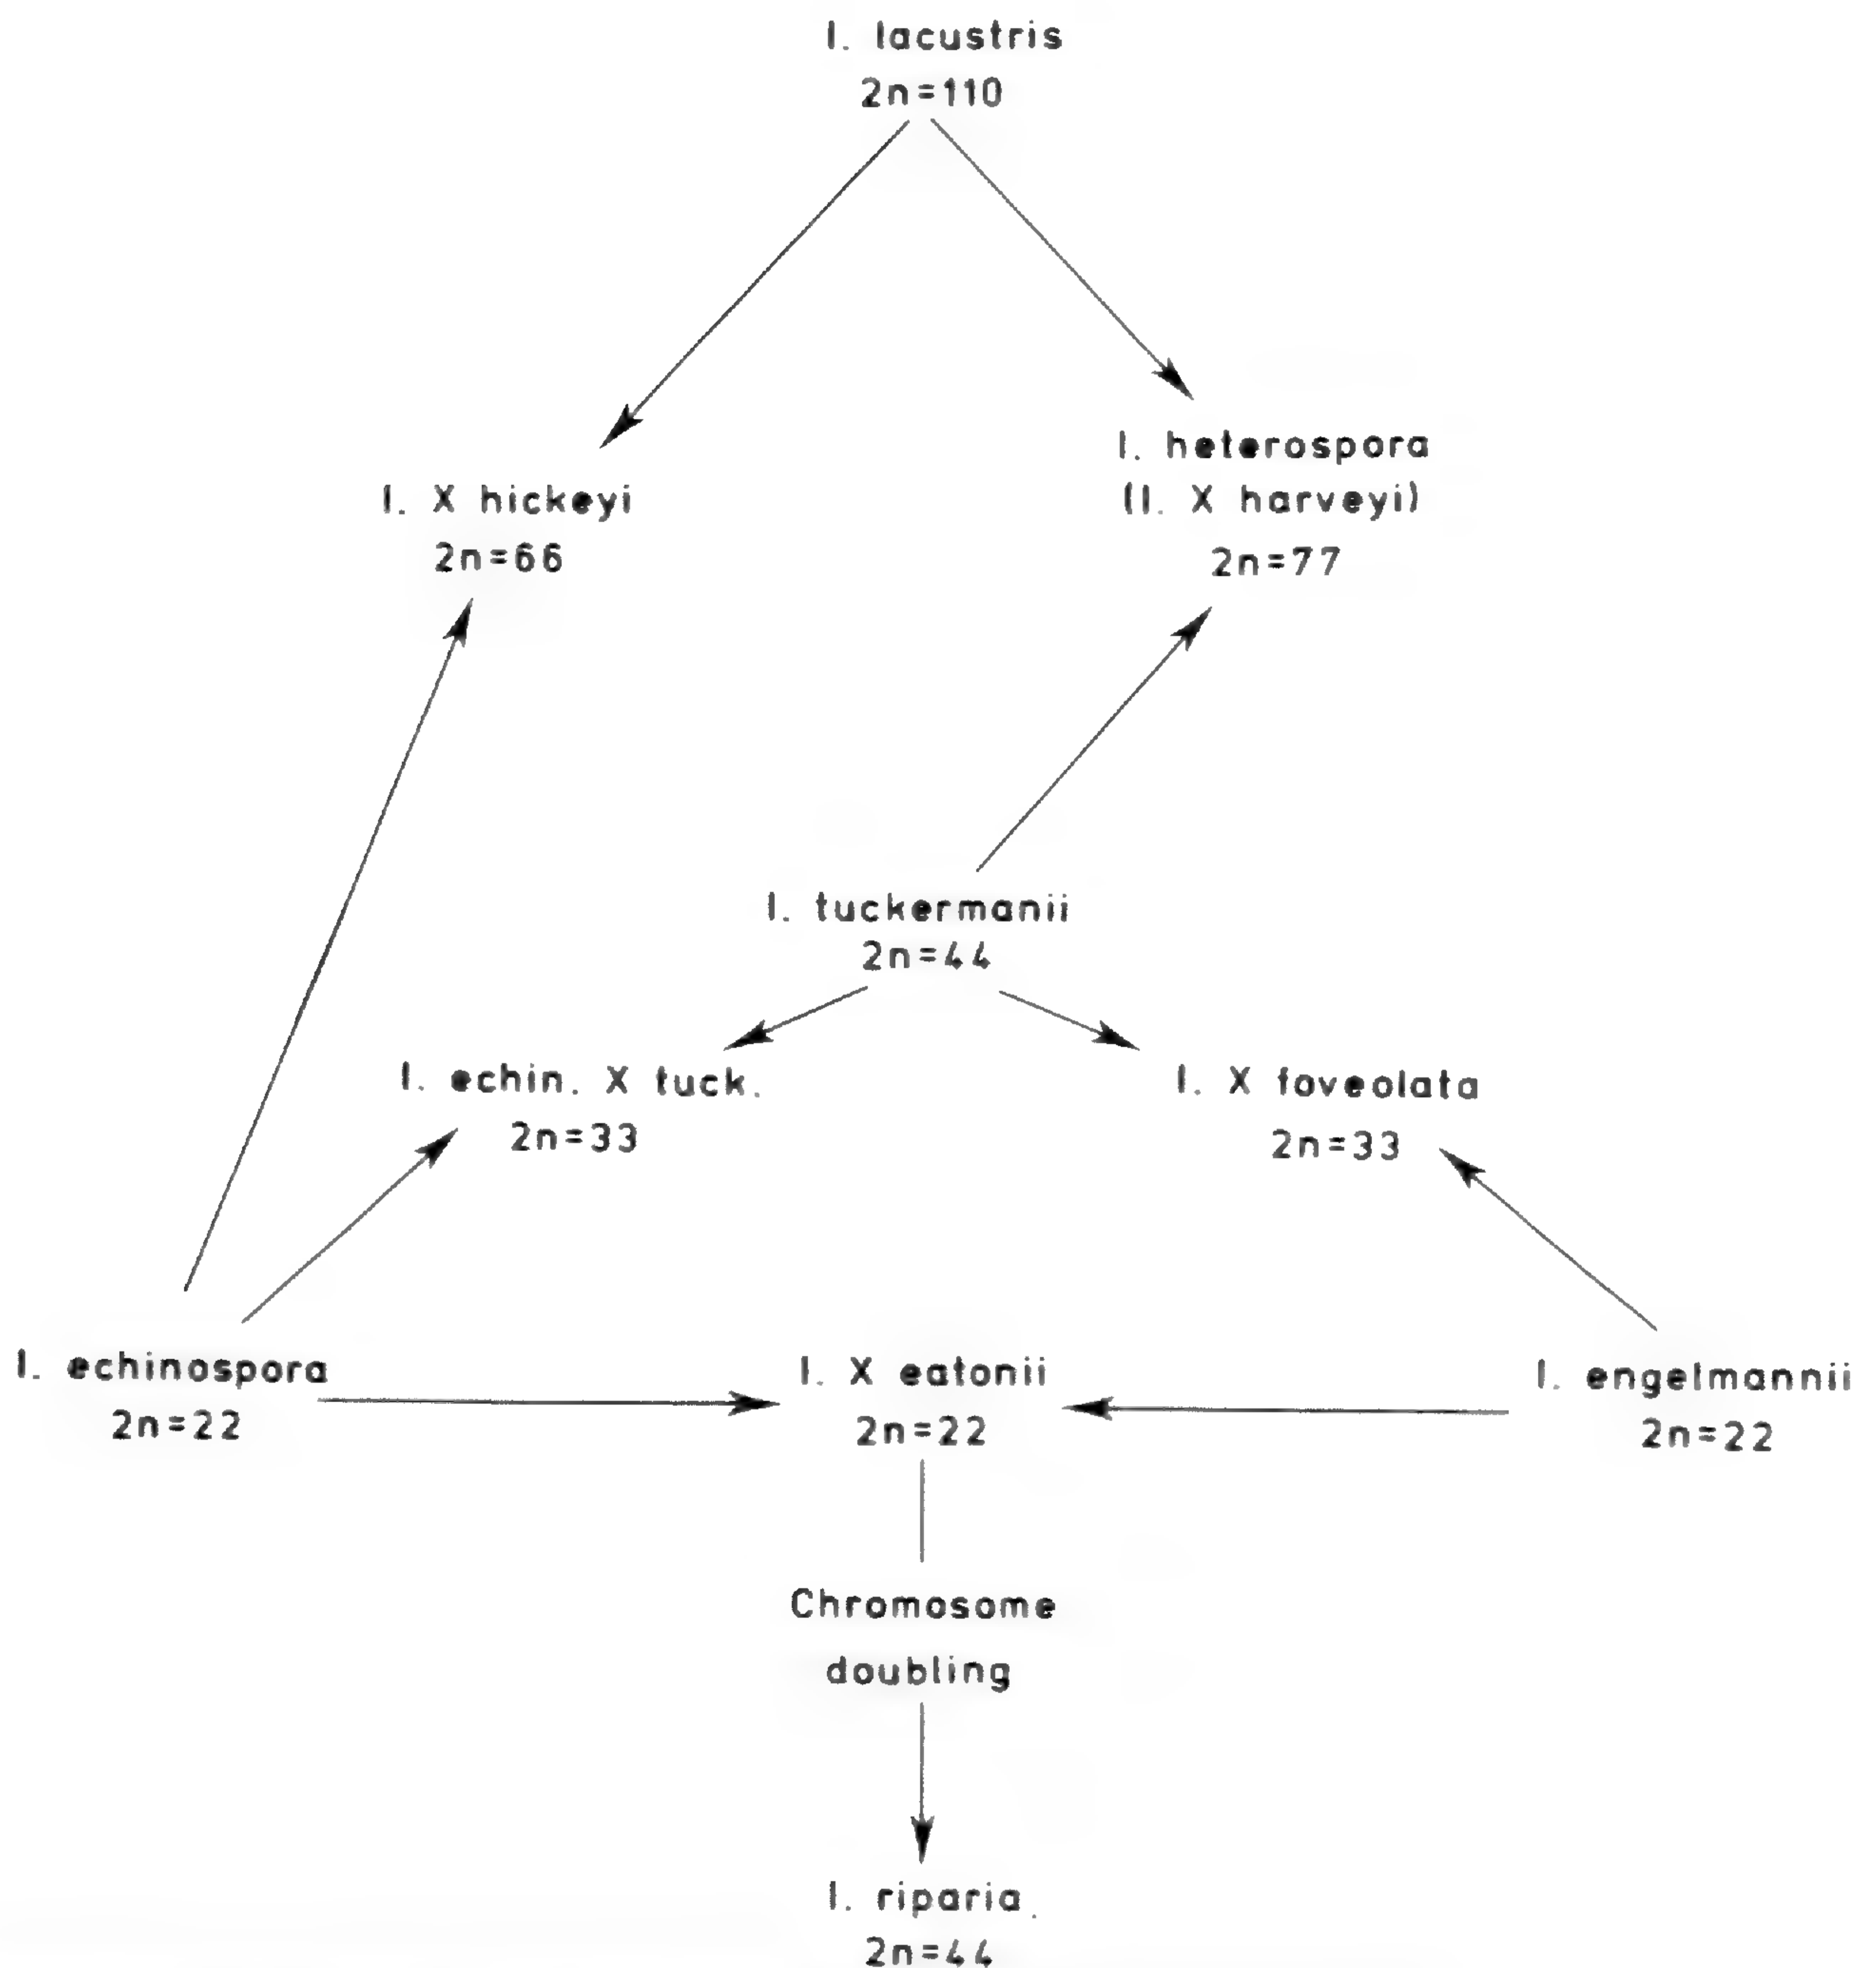 I. lacustris
2n=110
I. heterospora
I. X hickeyi
(I. X harveyi)
2n=66
2n=77
I. tuckermanii
2n=44
I. echin. X tuck.
I. X foveolata
2n=33
2n=33
I. echinospora
I. X eatonii
I. engelmannii
2n=22
2n=22
2n=22
Chromosome
doubling
I. riparia
2n=44